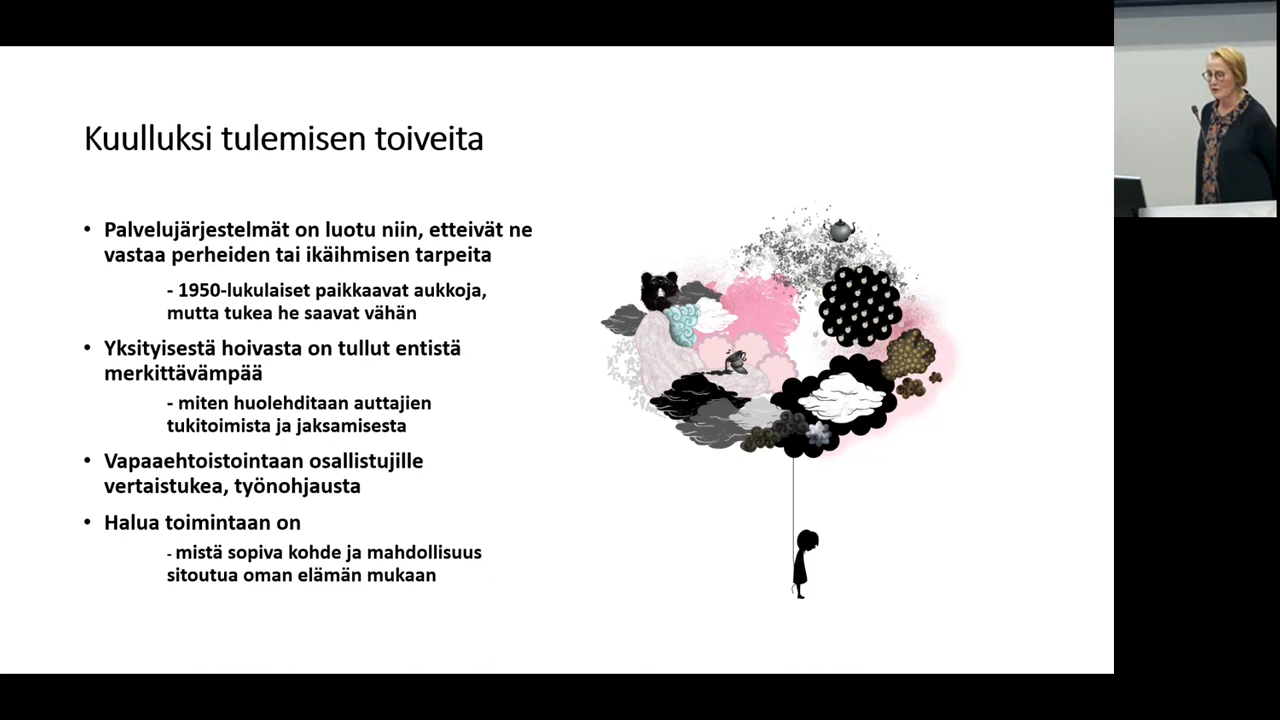 Kuulluksi tulemisen toiveita
• Palvelujärjestelmät on luotu niin, etteivät ne
vastaa perheiden tai ikäihmisen tarpeita
- 1950-lukulaiset paikkaavat aukkoja,
mutta tukea he saavat vähän
• Yksityisestä hoivasta on tullut entistä
merkittävämpää
- miten huolehditaan auttajien
tukitoimista ja jaksamisesta
• Vapaaehtoistointaan osallistujille
vertaistukea, työnohjausta
• Halua toimintaan on
- mistä sopiva kohde ja mahdollisuus
sitoutua oman elämän mukaan